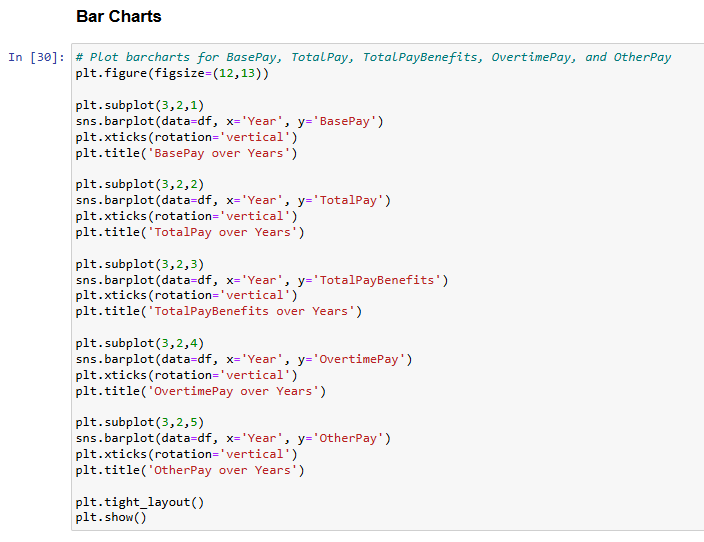 Bar Charts
In [30]: # Plot barcharts for BasePay, TotalPay, TotalPayBenefits, OvertimePay, and OtherPay
plt.figure(figsize=(12,13))
plt.subplot(3,2,1)
sns.barplot(data=df, x='Year', y='BasePay')
plt.xticks(rotation='vertical')
plt.title('BasePay over Years')
plt.subplot(3,2,2)
sns.barplot(data=df, x='Year', y='TotalPay')
plt.xticks(rotation='vertical')
plt.title('TotalPay over Years')
plt.subplot(3,2,3)
sns.barplot(data=df, x='Year', y='TotalPayBenefits')
plt.xticks(rotation='vertical')
plt.title('TotalPayBenefits over Years')
plt.subplot(3,2,4)
sns.barplot(data=df, x='Year', y='OvertimePay')
plt.xticks(rotation='vertical')
plt.title('OvertimePay over Years')
plt.subplot(3,2,5)
sns.barplot(data=df, x='Year', y='OtherPay')
plt.xticks(rotation='vertical')
plt.title('OtherPay over Years')
plt.tight_layout()
plt.show()